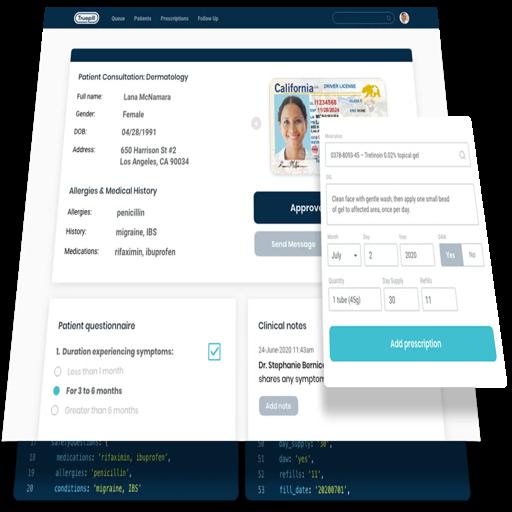 Truepill
Queue
Patients
Prescriptions
Follow Up
Patient Consultation: Dermatology
Full name:
Lana McNamara
Gender:
Female
DOB:
04/28/1991
Address:
650 Harrison St #2
Los Angeles, CA 90034
Allergies & Medical History
Allergies:
penicillin
History:
migraine, IBS
Medications:
rifaximin, ibuprofen
California
DRIVER LICENSE
Approve
Send Message
Medication
0378-8093-45 – Tretinoin 0.02% topical gel
SIG
Clean face with gentle wash, then apply one small bead
of gel to affected area, once per day.
Month
Day
Year
DAW
July
2
2020
Yes
No
Quantity
Day Supply
Refills
1 tube (45g)
30
11
Add prescription
Patient questionnaire
1. Duration experiencing symptoms:
Less than 1 month
For 3 to 6 months
Greater than 6 months
Clinical notes
24-June-2020 11:43am
Dr. Stephanie Bernico
shares any symptom
Add note
17 safetyQuestions: {
18 medications: 'rifaximin, ibuprofen',
19 allergies: 'penicillin',
20 conditions: 'migraine, IBS'
50 day_supply: '30',
51 daw: 'yes',
52 refills: '11',
53 fill_date: '20200701',